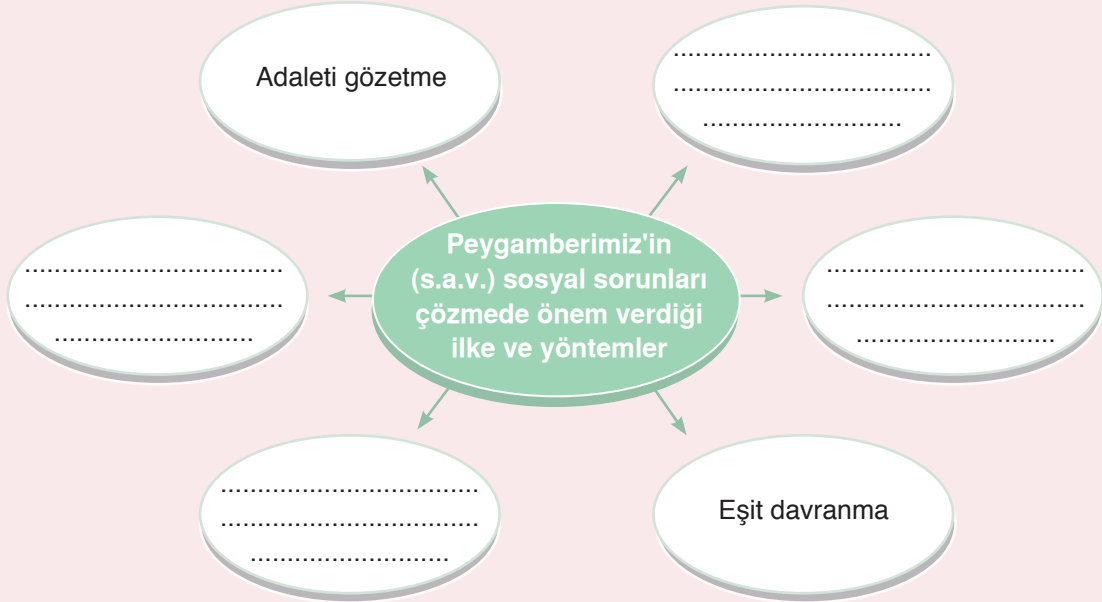 Adaleti gözetme
...................................
...................................
...........................
...................................
...................................
...........................
Peygamberimiz'in
(s.a.v.) sosyal sorunları
çözmede önem verdiği
ilke ve yöntemler
...................................
...................................
...........................
...................................
...................................
...........................
Eşit davranma